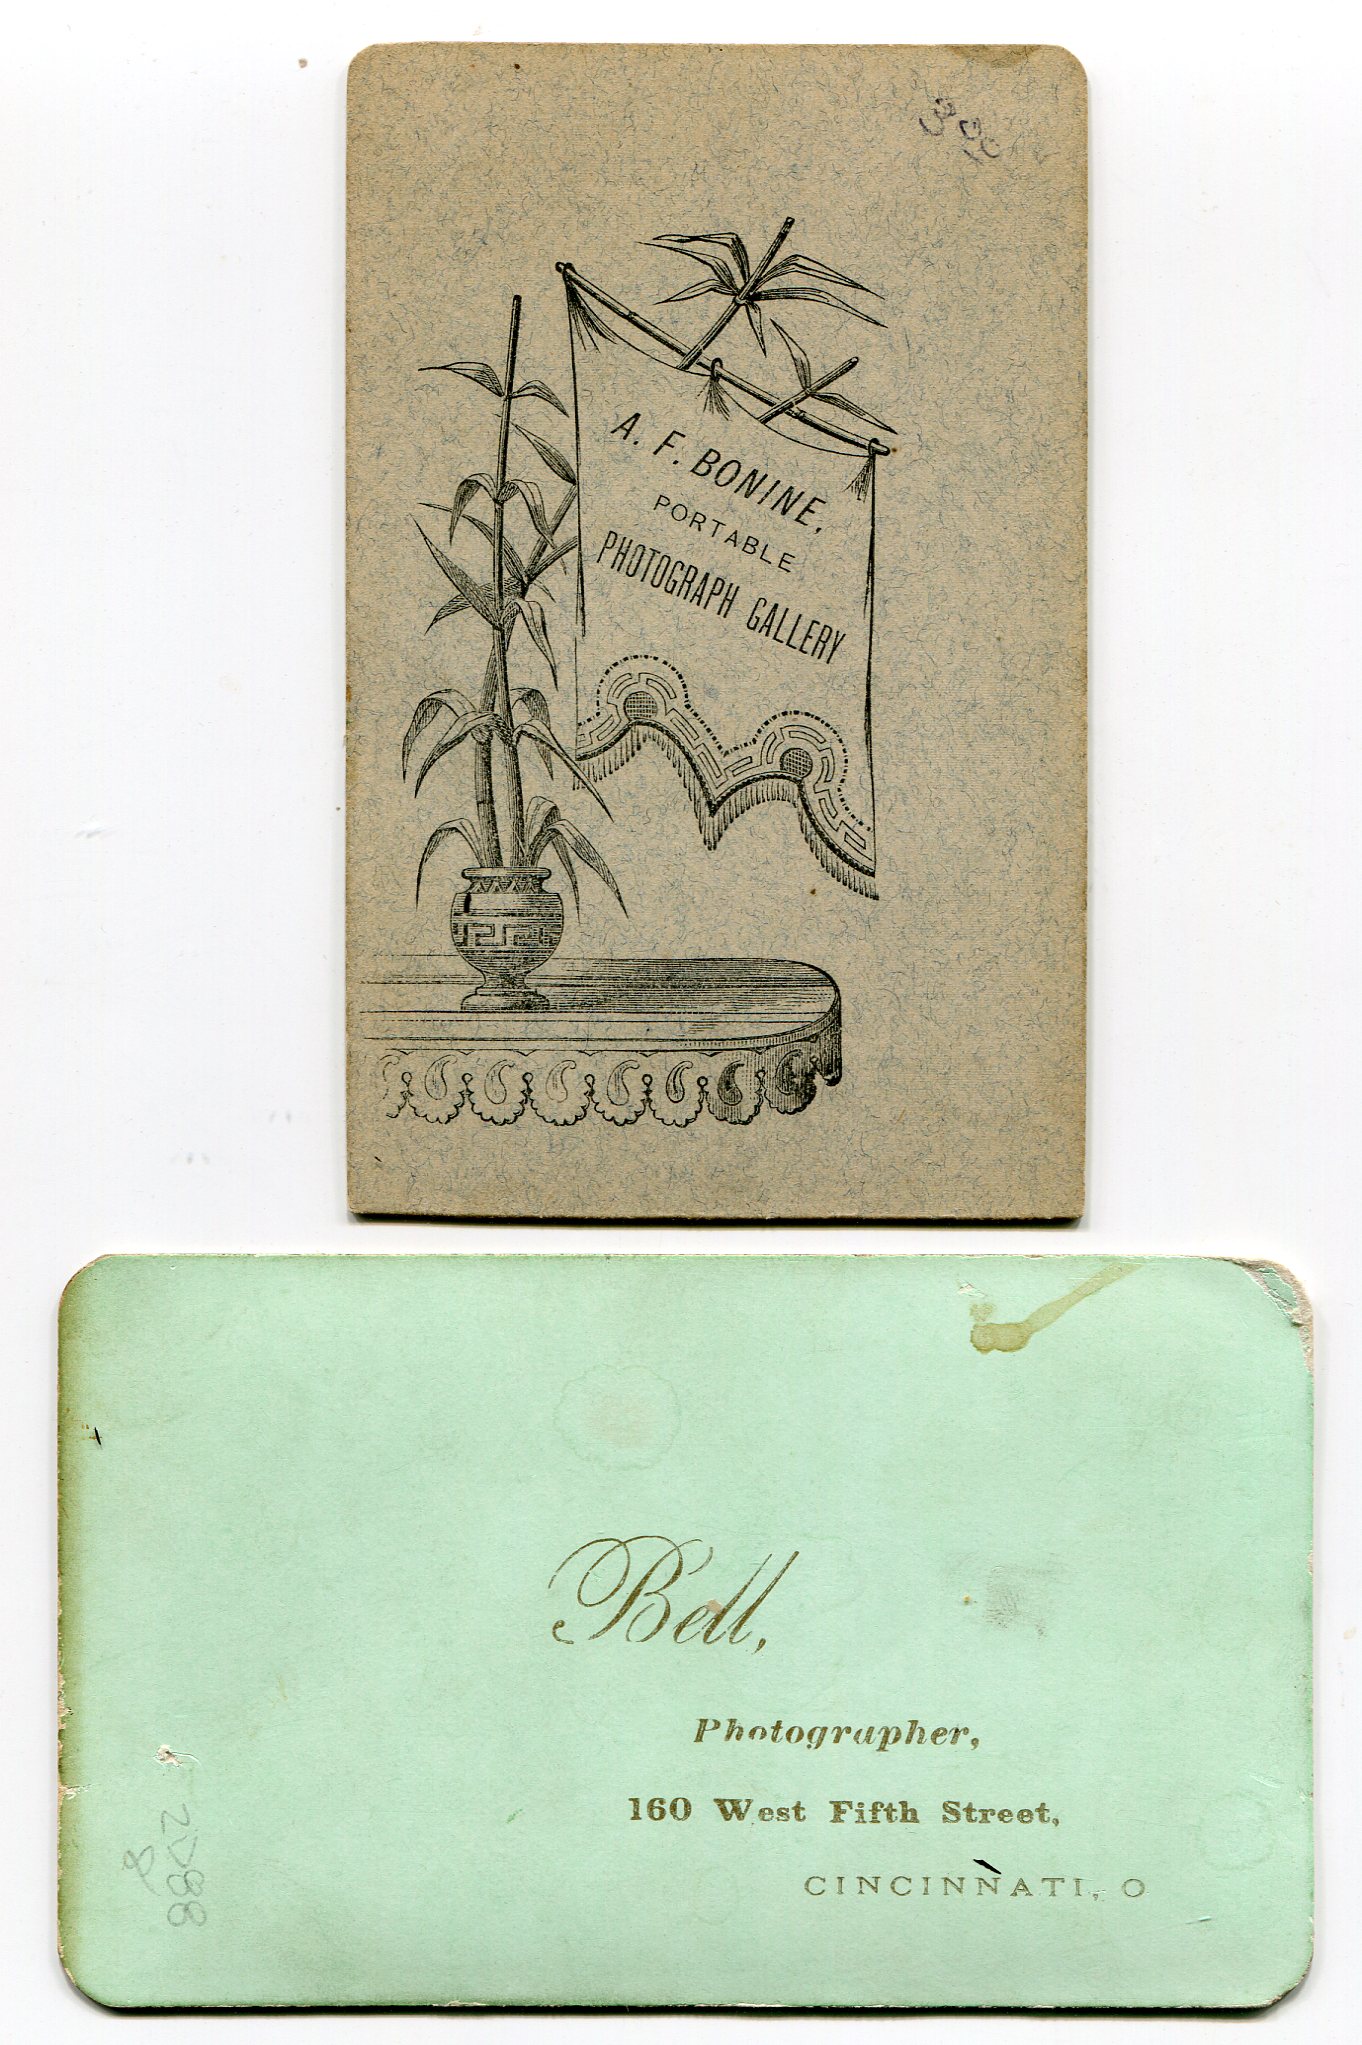 A. F. BONINE,
PORTABLE
PHOTOGRAPH GALLERY
Bell,
Photographer,
160 West Fifth Street,
CINCINNATI, O